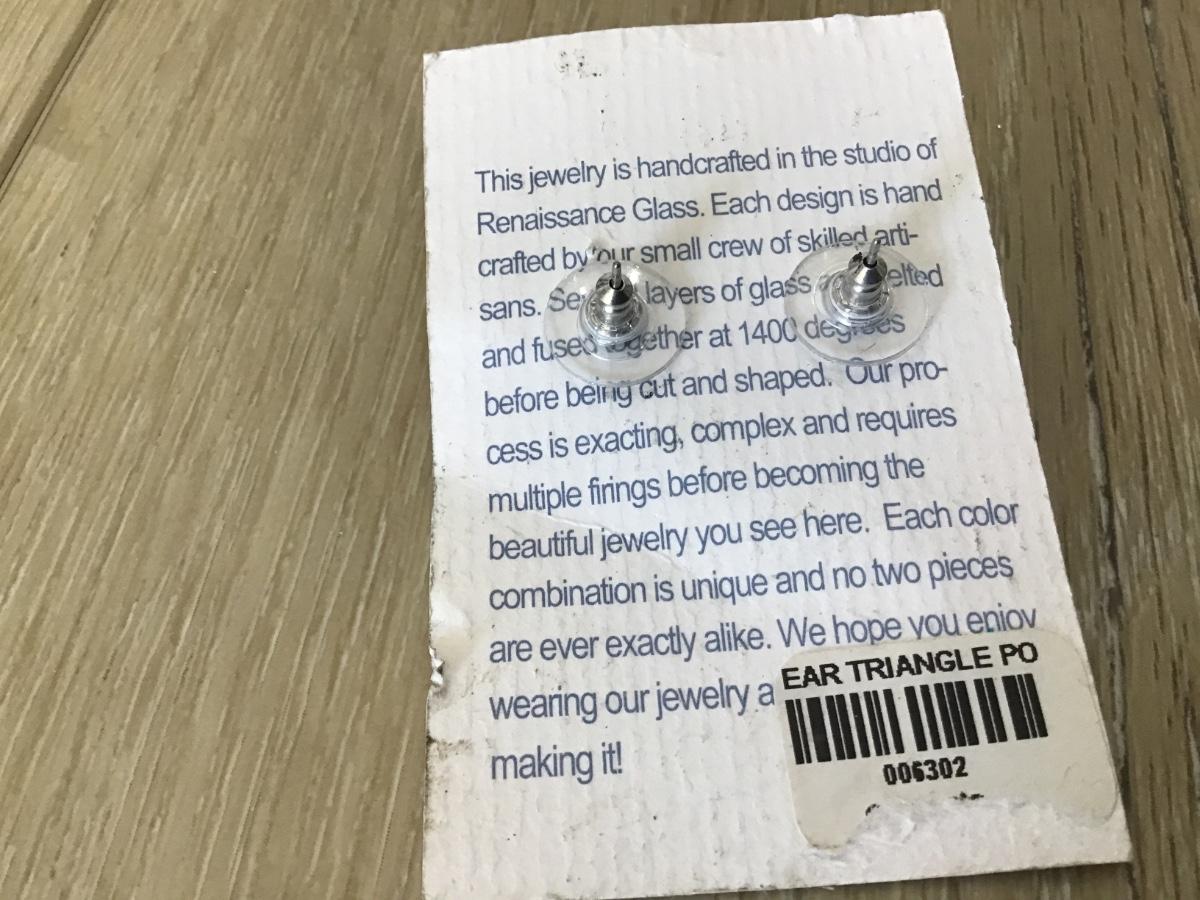 This jewelry is handcrafted in the studio of
Renaissance Glass. Each design is hand
crafted by our small crew of skilled arti-
sans. layers of glass melted
and fused together at 1400 degrees
before being cut and shaped. Our pro-
cess is exacting, complex and requires
multiple firings before becoming the
beautiful jewelry you see here. Each color
combination is unique and no two pieces
are ever exactly alike. We hope you enjoy
wearing our jewelry a
making it!
EAR TRIANGLE PO
006302